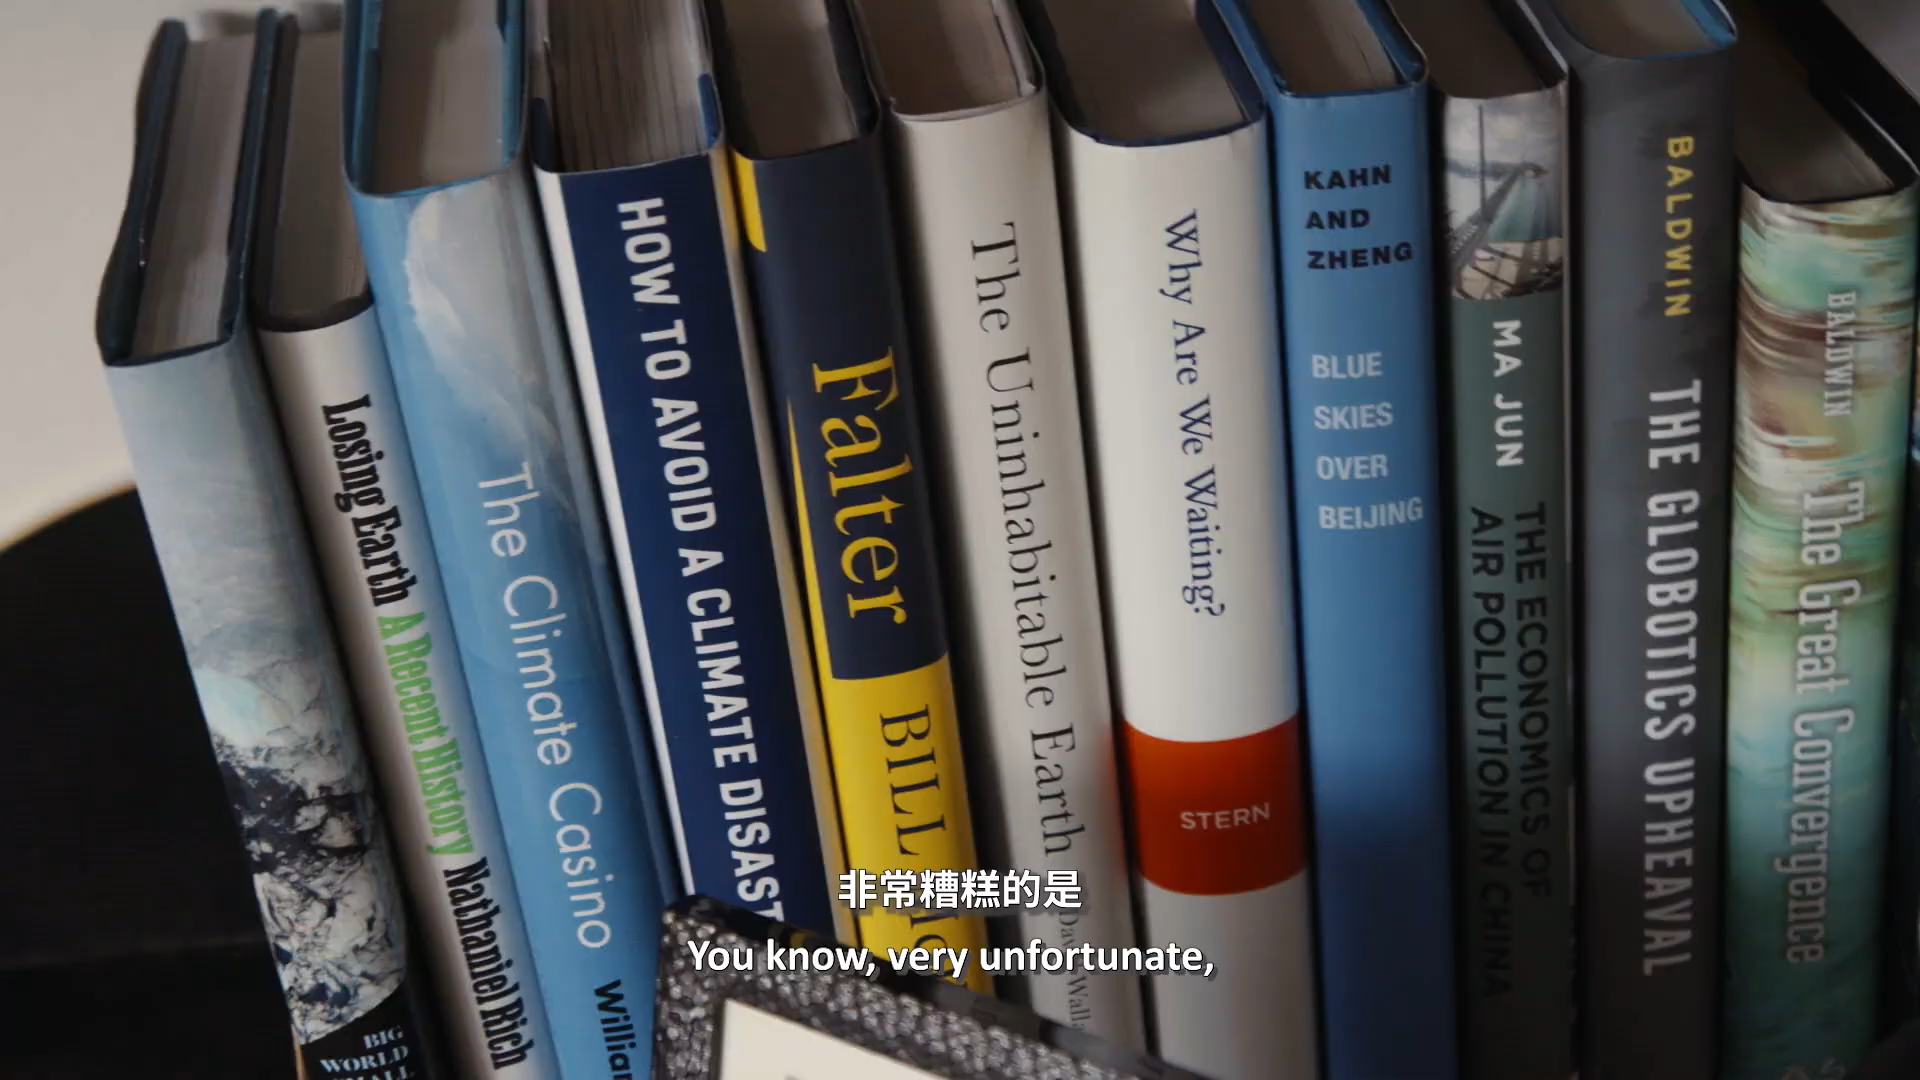 BIG
WORLD
SMALL
Losing Earth A Recent History Nathaniel Rich
The Climate Casino
HOW TO AVOID A CLIMATE
Falter
BILL
The Uninhabitable Earth
Why Are We Waiting?
STERN
KAHN
AND
ZHENG
BLUE
SKIES
OVER
BEIJING
MA JUN
THE ECONOMICS OF
AIR POLLUTION IN CHINA
BALDWIN
THE GLOBOTICS UPHEAVAL
BALDWIN
The Great Convergence
非常糟糕的是
You know, very unfortunate,